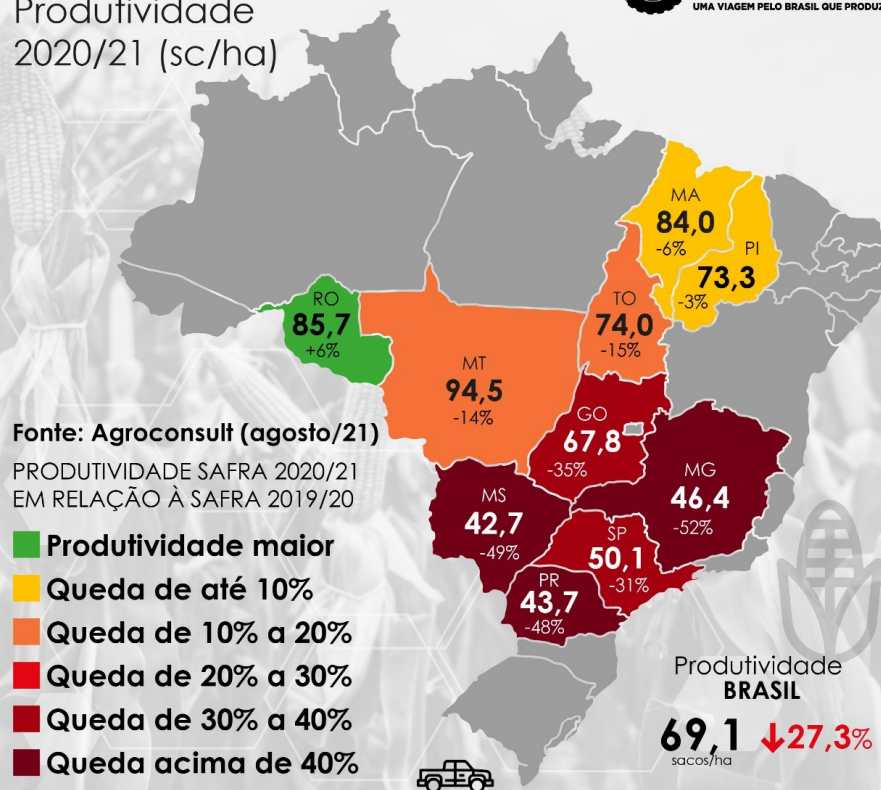 Produtividade
2020/21 (sc/ha)
UMA VIAGEM PELO BRASIL QUE PRODUZ
MA
84,0
-6%
PI
73,3
-3%
RO
85,7
+6%
TO
74,0
-15%
MT
94,5
-14%
GO
67,8
-35%
MG
46,4
-52%
MS
42,7
-49%
SP
50,1
-31%
PR
43,7
-48%
Fonte: Agroconsult (agosto/21)
PRODUTIVIDADE SAFRA 2020/21
EM RELAÇÃO À SAFRA 2019/20
Produtividade maior
Queda de até 10%
Queda de 10% a 20%
Queda de 20% a 30%
Queda de 30% a 40%
Queda acima de 40%
Produtividade
BRASIL
69,1 27,3%
sacos/ha